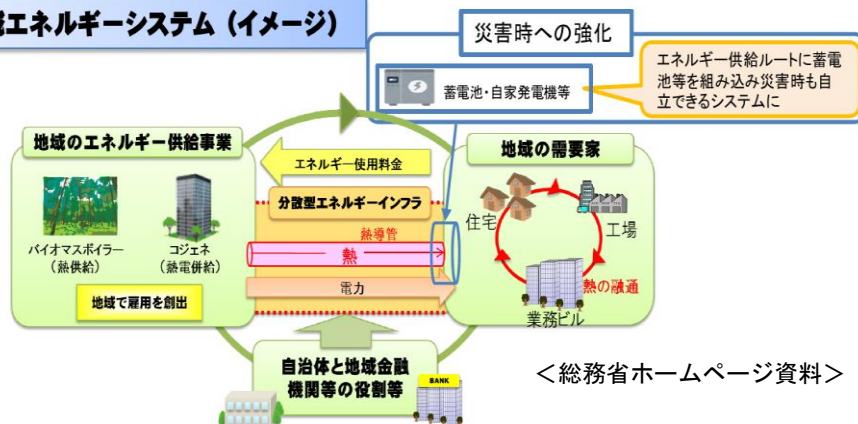 エネルギーシステム（イメージ）
災害時への強化
蓄電池・自家発電機等
エネルギー供給ルートに蓄電
池等を組み込み災害時も自
立できるシステムに
地域のエネルギー供給事業
エネルギー使用料金
地域の需要家
分散型エネルギーインフラ
バイオマスボイラー
（熱供給）
コジェネ
（熱電併給）
熱導管
熱
電力
住宅
工場
熱の融通
業務ビル
地域で雇用を創出
自治体と地域金融
機関等の役割等
BANK
＜総務省ホームページ資料＞